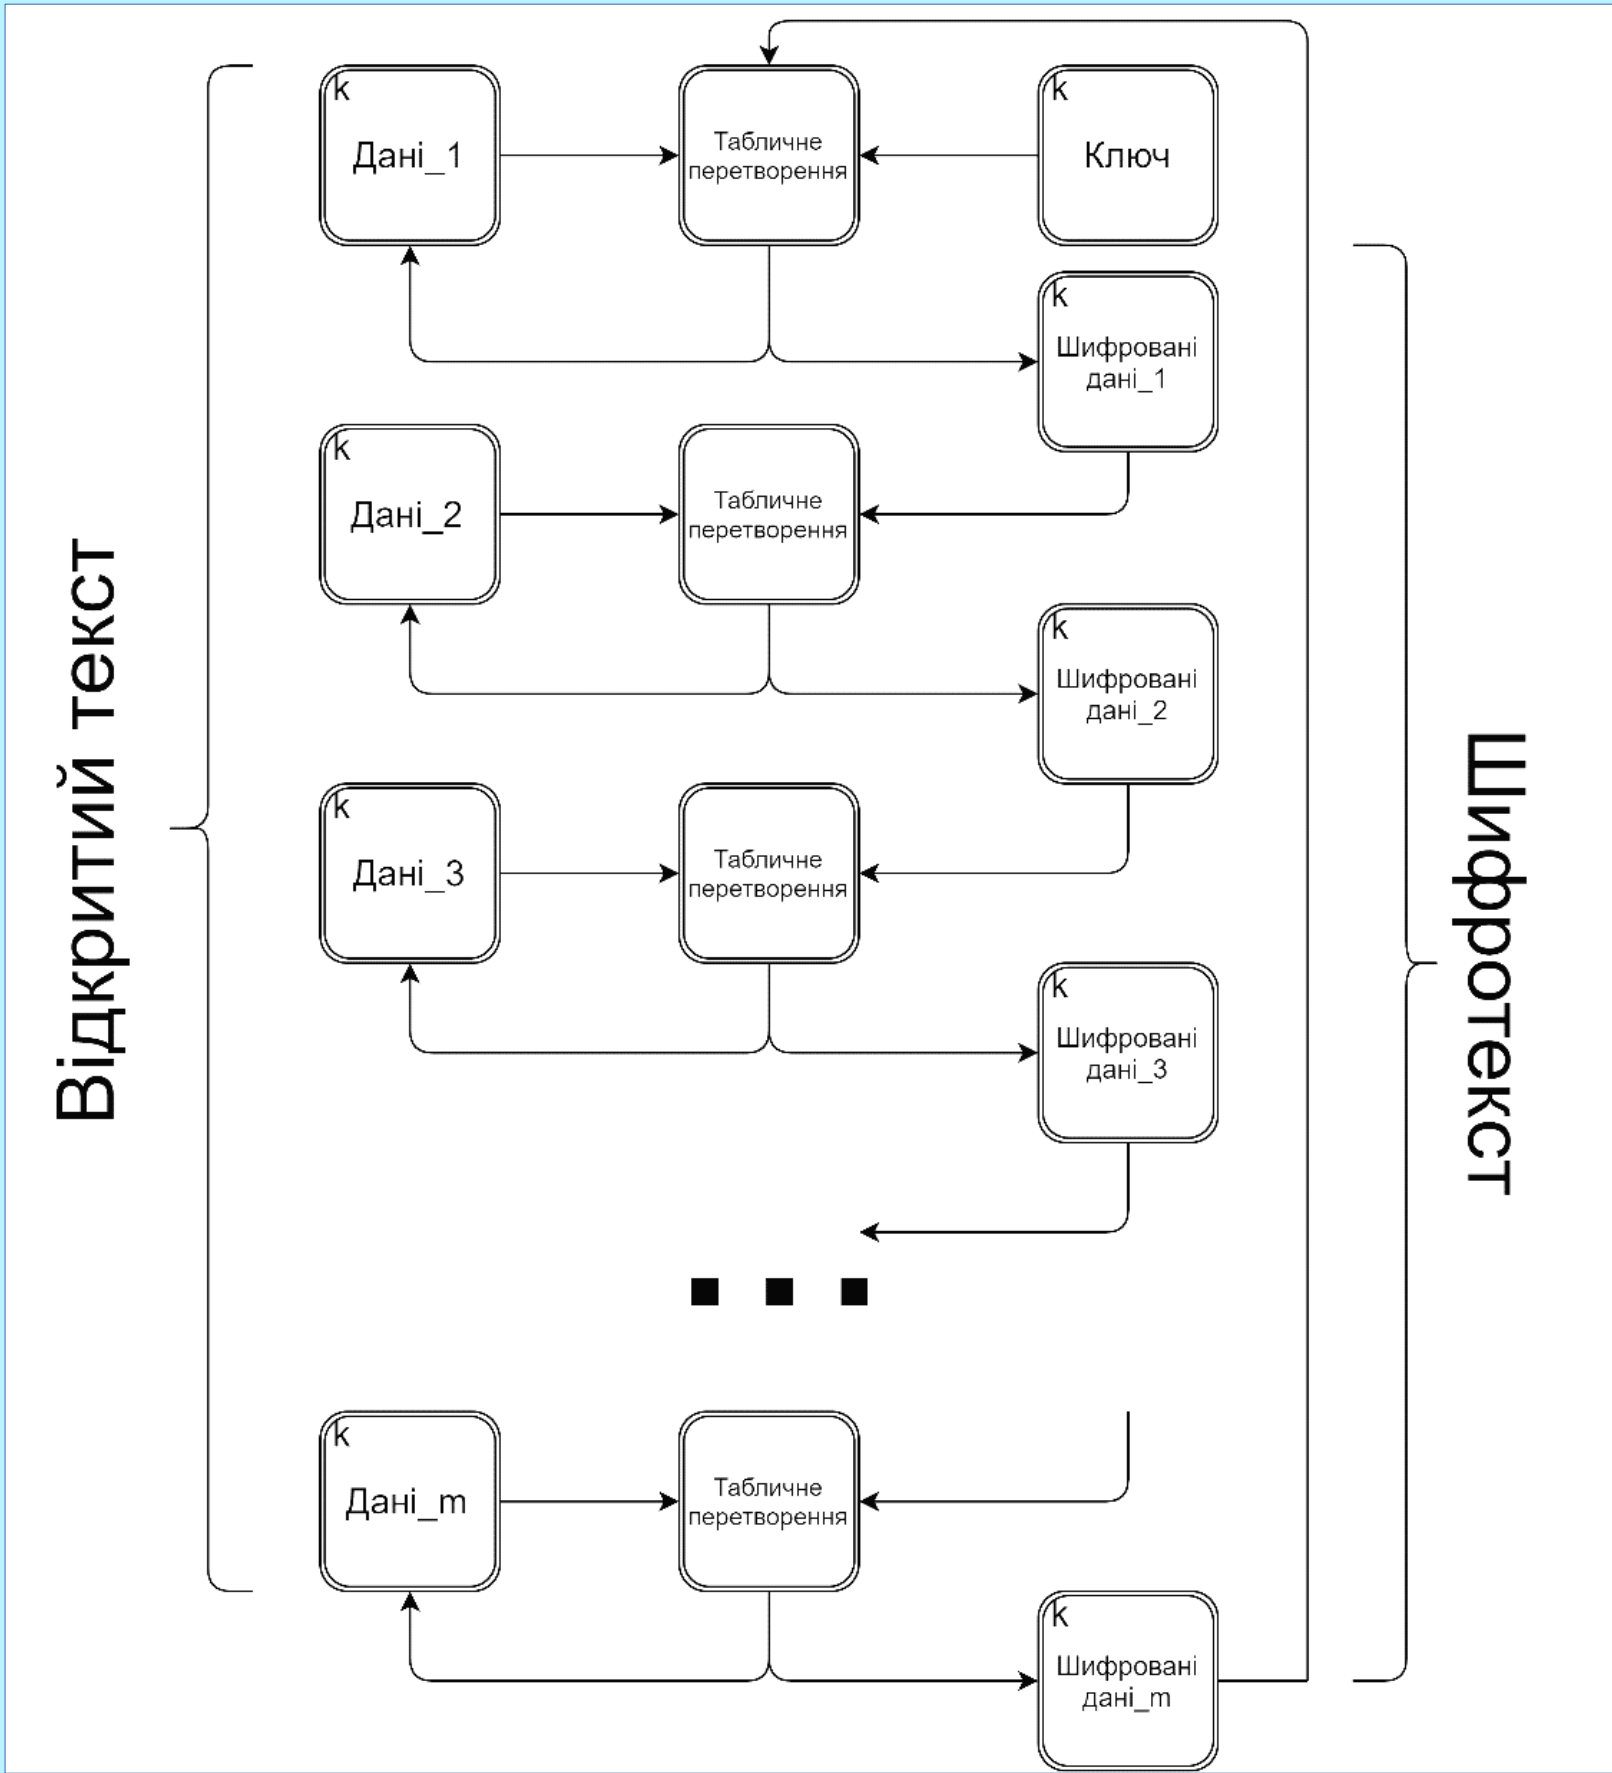 Відкритий текст
k
Дані_1
Табличне
перетворення
k
Ключ
k
Шифровані
дані_1
k
Дані_2
Табличне
перетворення
k
Шифровані
дані_2
k
Дані_3
Табличне
перетворення
k
Шифровані
дані_3
k
Дані_m
Табличне
перетворення
k
Шифровані
дані_m
Шифротекст